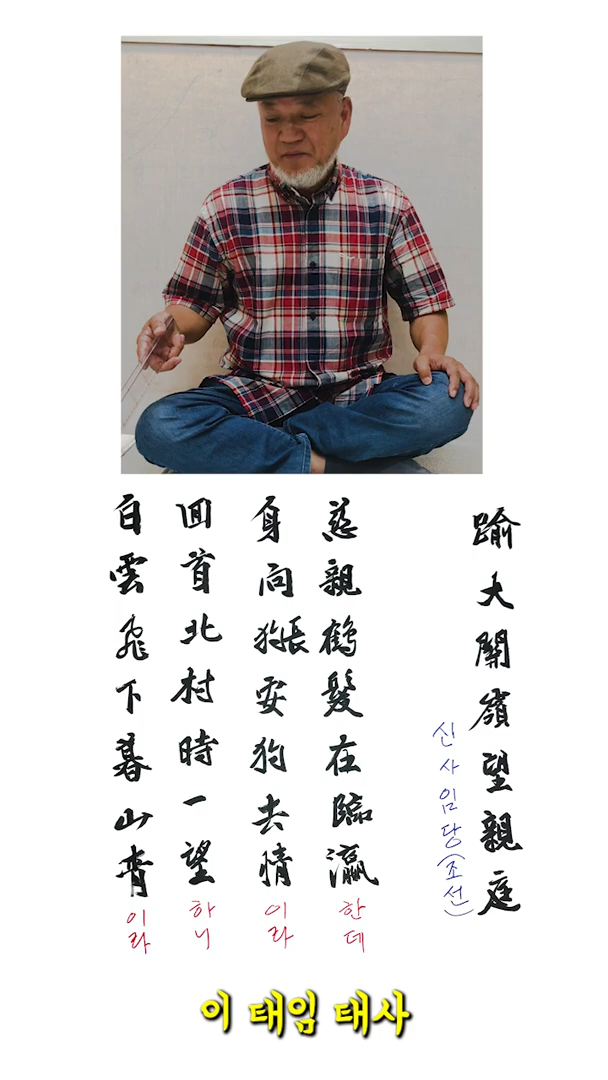 踰大關嶺望親庭
신사임당(조선)
慈親鶴髮在臨瀛한데
身向長安独去情이라
回首北村時一望하니
白雲飛下暮山靑이라
이 태임 태사